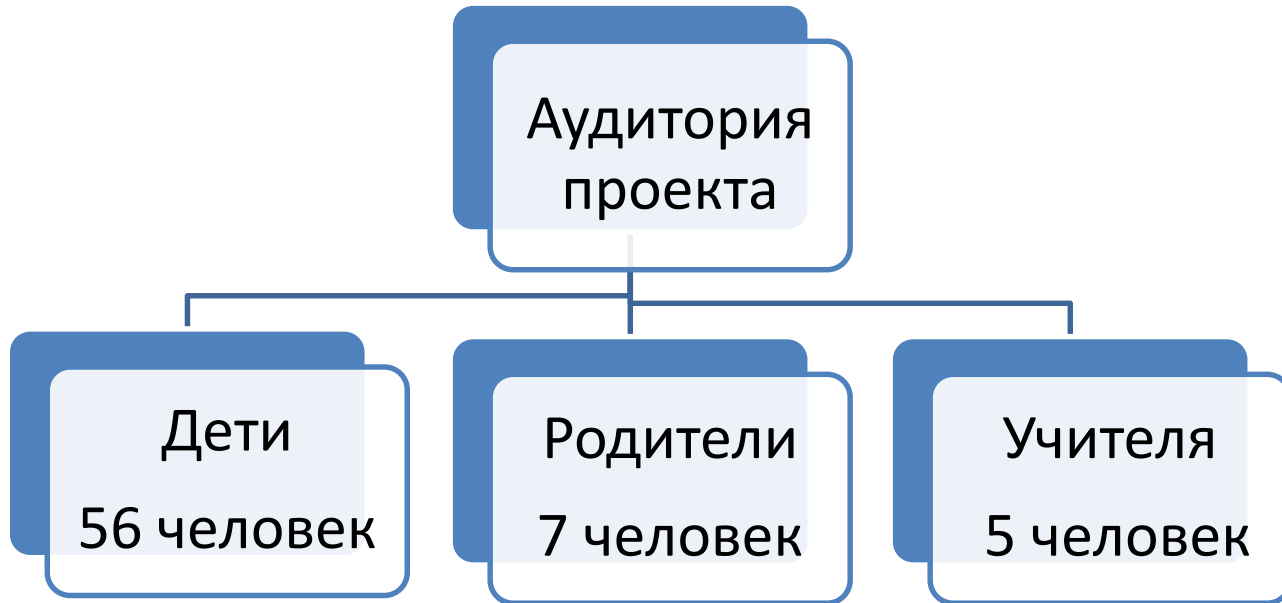 Аудитория
проекта
Дети
56 человек
Родители
7 человек
Учителя
5 человек